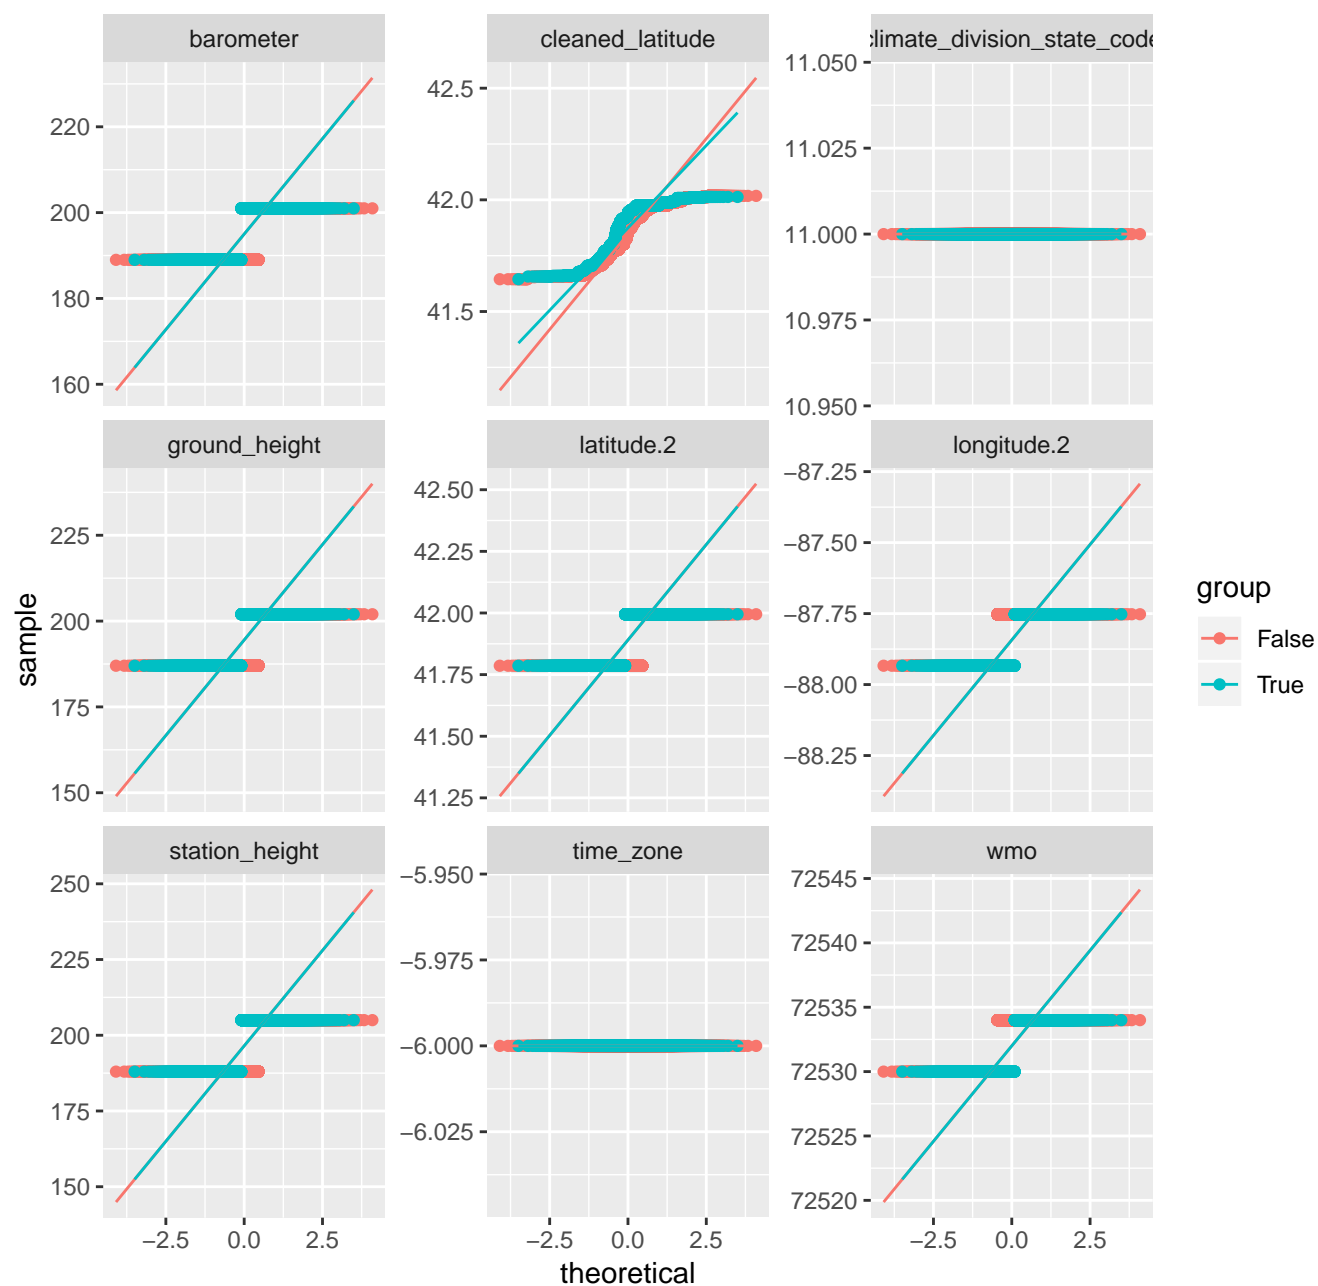 barometer
cleaned_latitude
climate_division_state_code
220
200
180
160
42.5
42.0
41.5
11.050
11.025
11.000
10.975
10.950
ground_height
latitude.2
longitude.2
225
200
175
150
42.50
42.25
42.00
41.75
41.50
41.25
−87.25
−87.50
−87.75
−88.00
−88.25
station_height
time_zone
wmo
250
225
200
175
150
−5.950
−5.975
−6.000
−6.025
72545
72540
72535
72530
72525
72520
−2.5 0.0 2.5
−2.5 0.0 2.5
−2.5 0.0 2.5
theoretical
sample
group
False
True